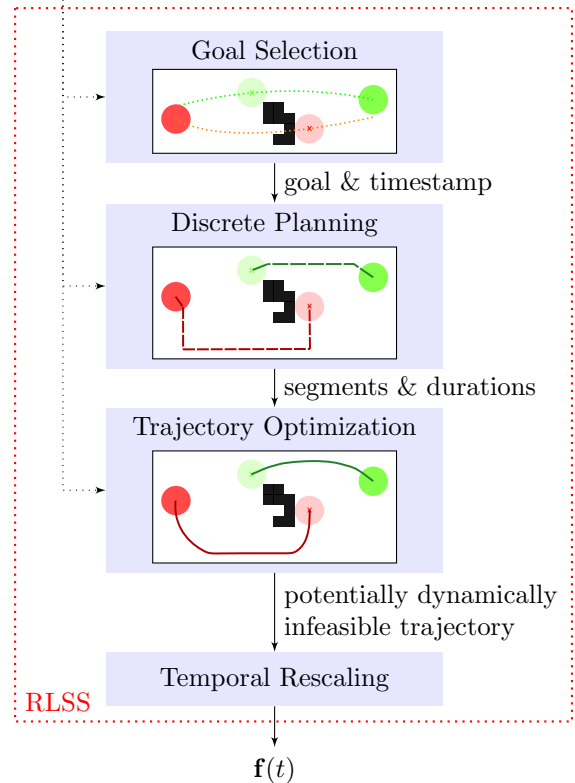 Goal Selection
goal & timestamp
Discrete Planning
segments & durations
Trajectory Optimization
potentially dynamically
infeasible trajectory
Temporal Rescaling
RLSS
f(t)